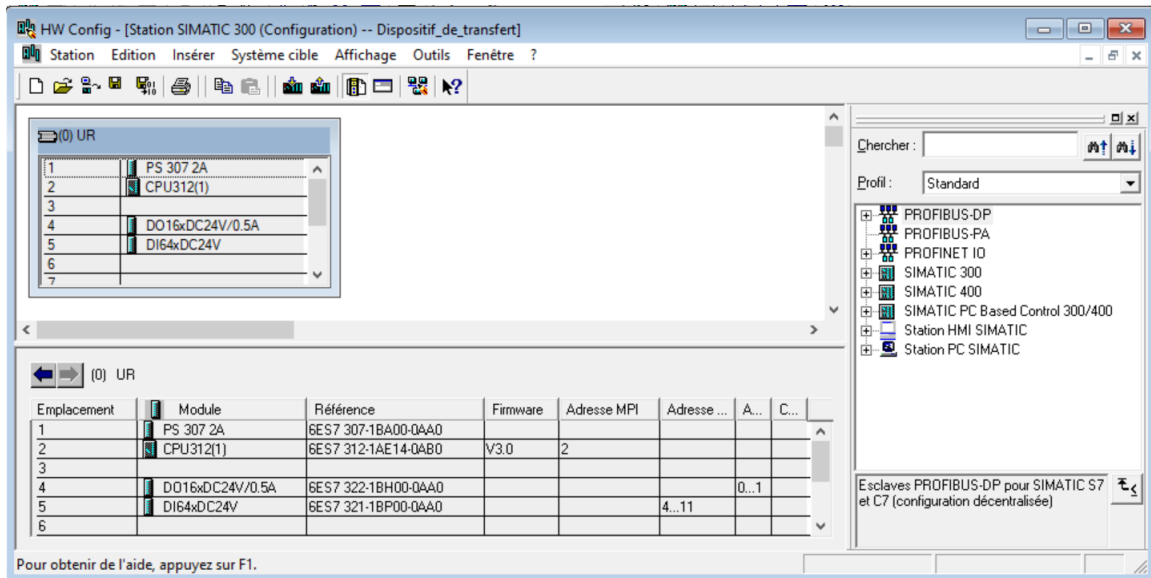 HW Config - [Station SIMATIC 300 (Configuration) -- Dispositif_de_transfert]
Station Edition Insérer Système cible Affichage Outils Fenêtre ?
(0) UR
1 PS 307 2A
2 CPU312(1)
3
4 DO16xDC24V/0.5A
5 DI64xDC24V
6
7
Chercher :
Profil : Standard
PROFIBUS-DP
PROFIBUS-PA
PROFINET IO
SIMATIC 300
SIMATIC 400
SIMATIC PC Based Control 300/400
Station HMI SIMATIC
Station PC SIMATIC
(0) UR
Emplacement Module Référence Firmware Adresse MPI Adresse ... A... C...
1 PS 307 2A 6ES7 307-1BA00-0AA0
2 CPU312(1) 6ES7 312-1AE14-0AB0 V3.0 2
3
4 DO16xDC24V/0.5A 6ES7 322-1BH00-0AA0 0...1
5 DI64xDC24V 6ES7 321-1BP00-0AA0 4...11
6
Esclaves PROFIBUS-DP pour SIMATIC S7
et C7 (configuration décentralisée)
Pour obtenir de l'aide, appuyez sur F1.